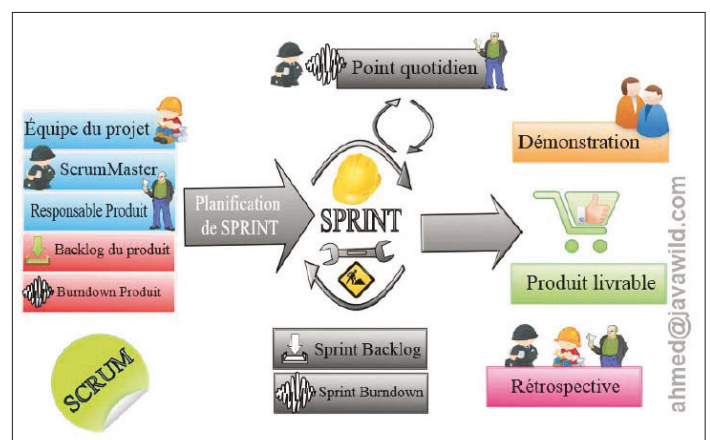 Point quotidien
Équipe du projet
ScrumMaster
Responsable Produit
Backlog du produit
Burndown Produit
SCRUM
Planification
de SPRINT
SPRINT
Sprint Backlog
Sprint Burndown
Démonstration
Produit livrable
Rétrospective
ahmed@javawild.com